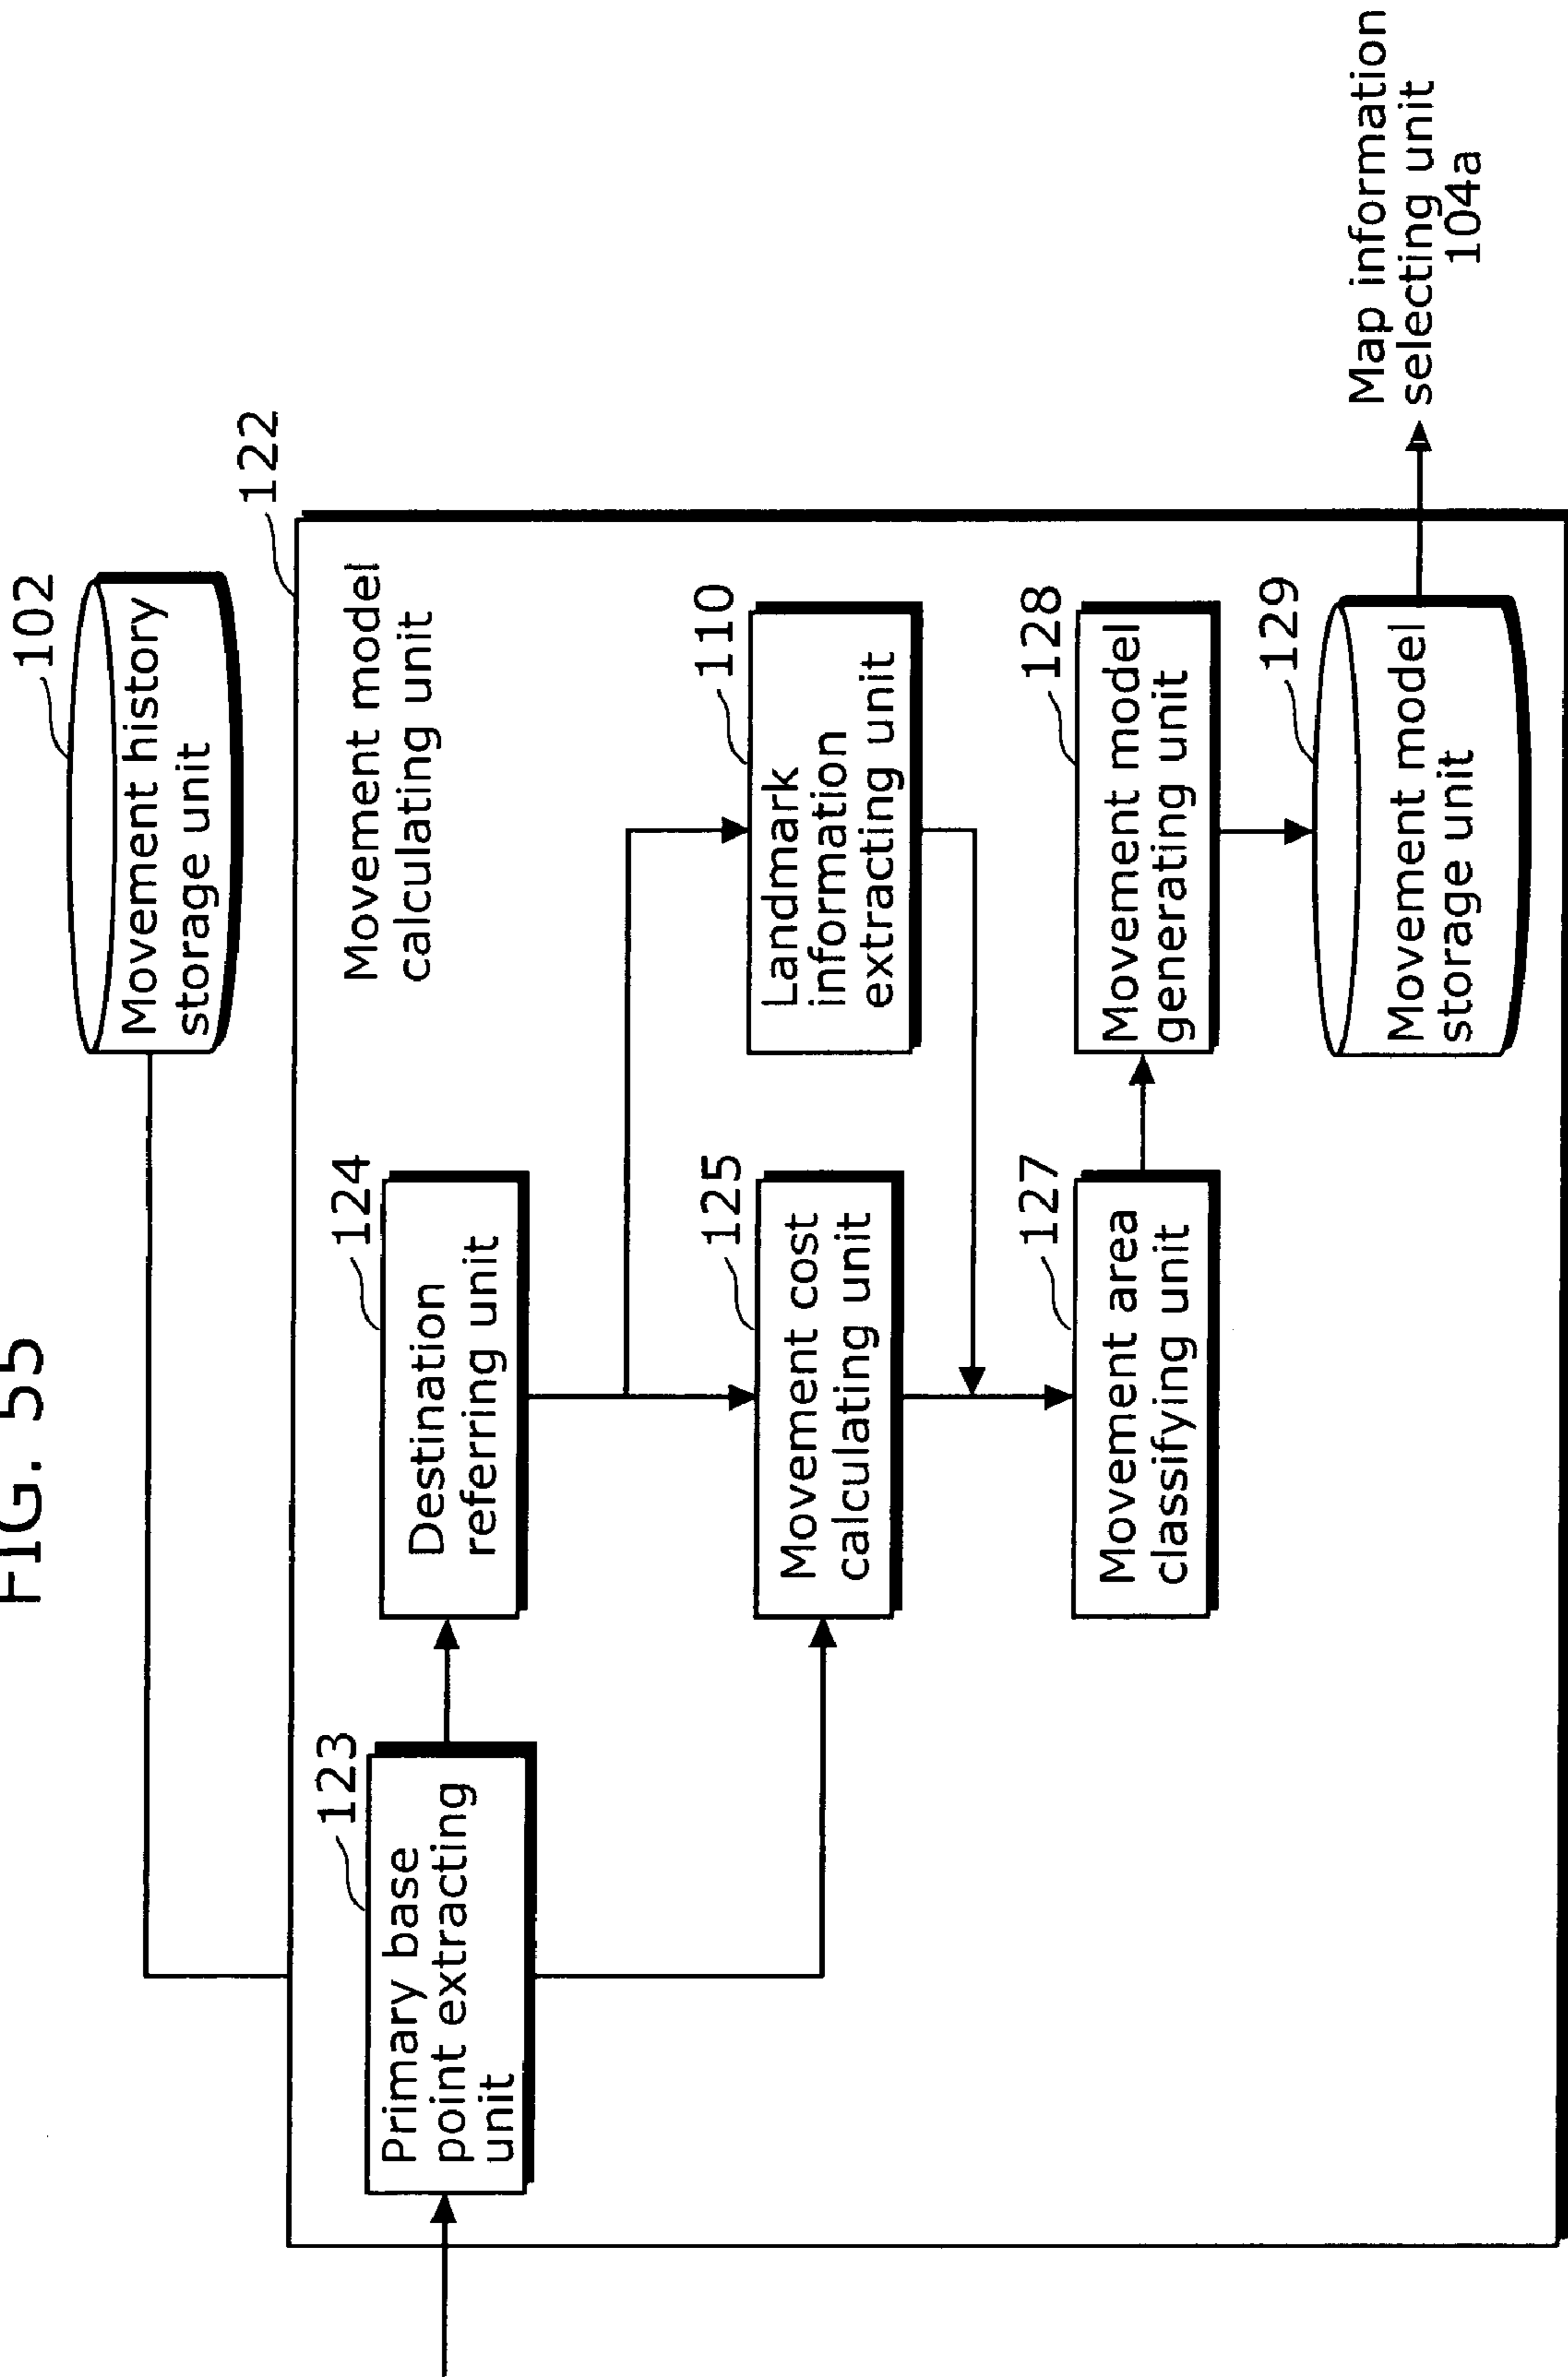 FIG. 55
102
Movement history
storage unit
122
Movement model
calculating unit
123
Primary base
point extracting
unit
124
Destination
referring unit
125
Movement cost
calculating unit
110
Landmark
information
extracting unit
127
Movement area
classifying unit
128
Movement model
generating unit
129
Movement model
storage unit
Map information
selecting unit
104a